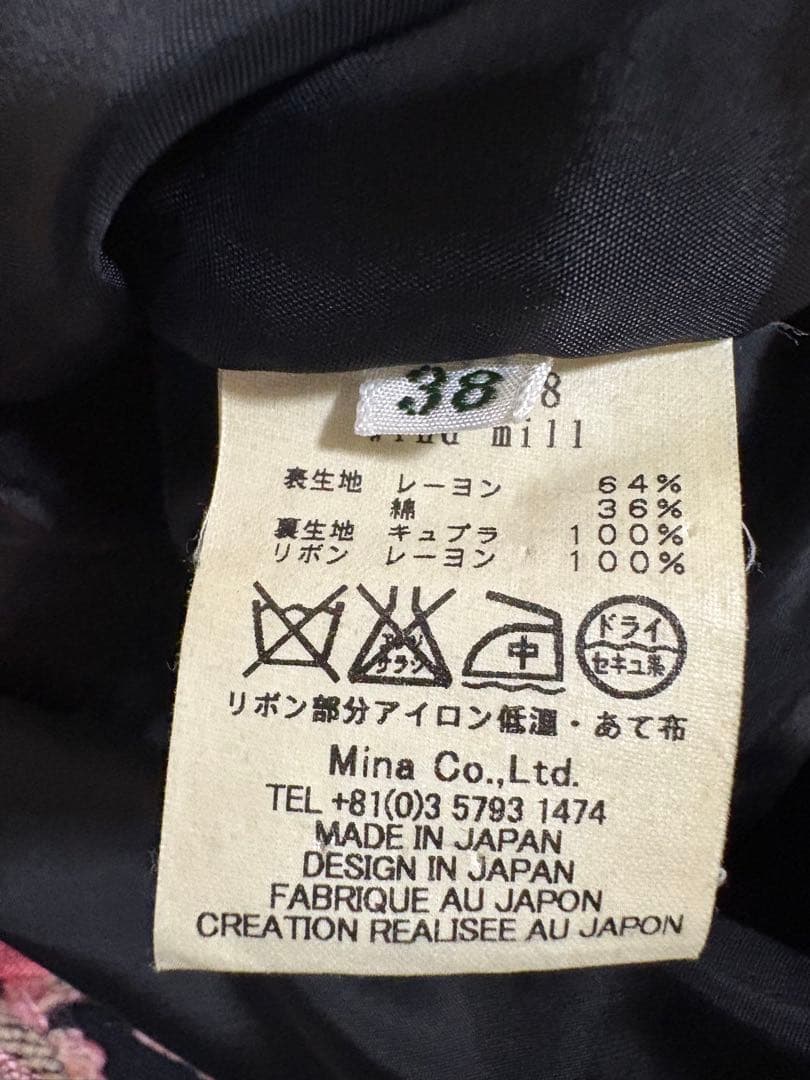 38
8
wind mill
表生地 レーヨン 64%
綿 36%
裏生地 キュプラ 100%
リボン レーヨン 100%
中
ドライ
セキユ系
リボン部分アイロン低温・あて布
Mina Co.,Ltd.
TEL +81(0)3 5793 1474
MADE IN JAPAN
DESIGN IN JAPAN
FABRIQUE AU JAPON
CREATION REALISEE AU JAPON